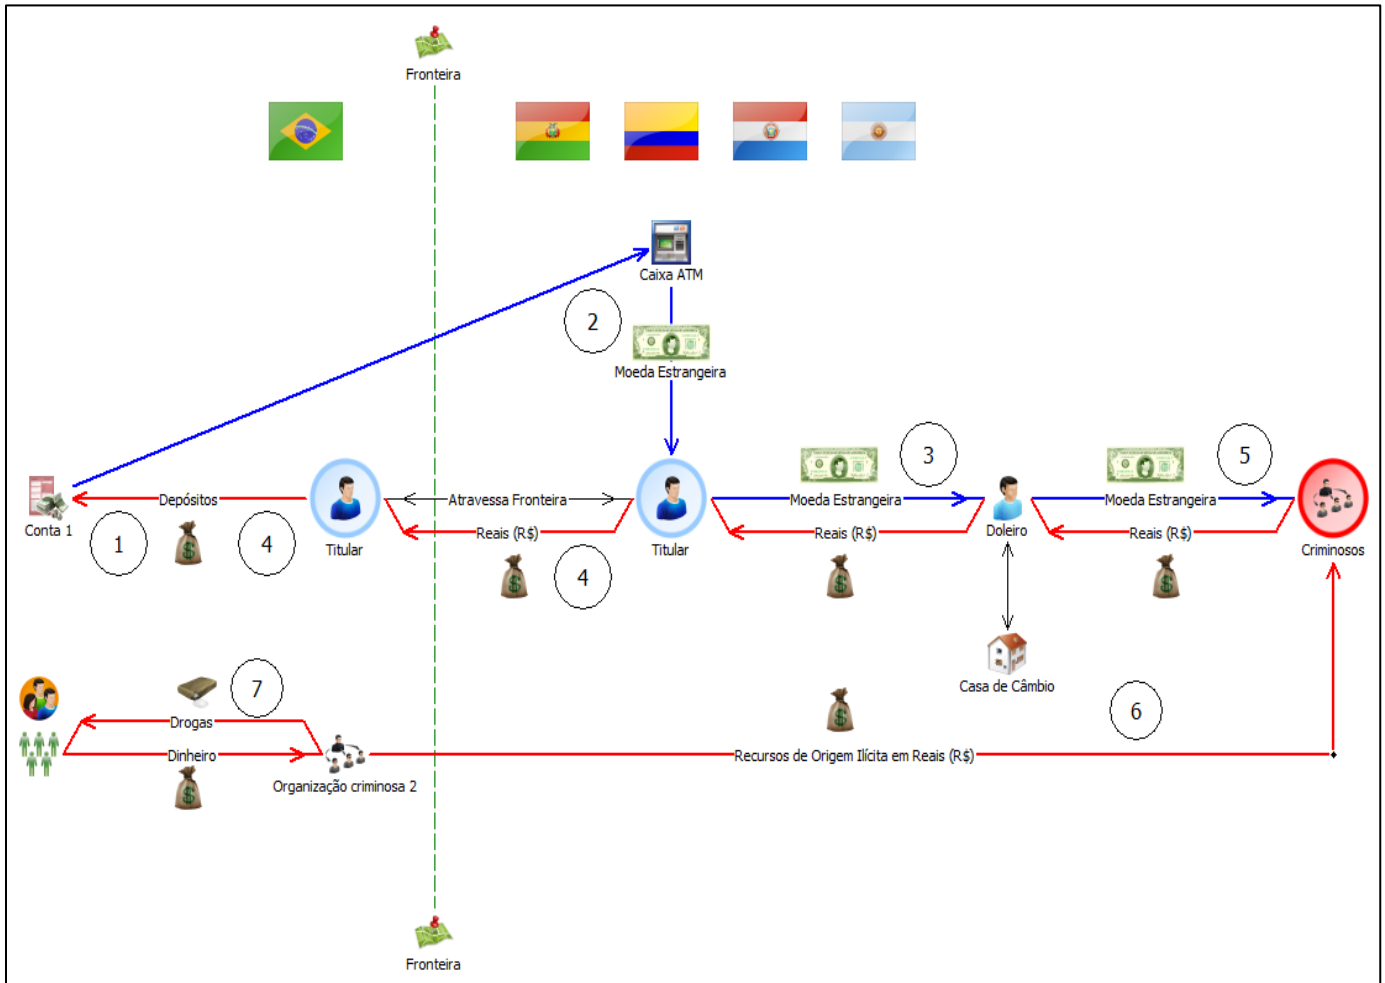 Fronteira
Caixa ATM
2
Moeda Estrangeira
3
5
Depósitos
Atravessa Fronteira
Moeda Estrangeira
Moeda Estrangeira
Conta 1
1
4
Titular
Reais (R$)
4
Titular
Reais (R$)
Doleiro
Reais (R$)
Criminosos
7
Drogas
Casa de Câmbio
6
Dinheiro
Recursos de Origem Ilícita em Reais (R$)
Organização criminosa 2
Fronteira